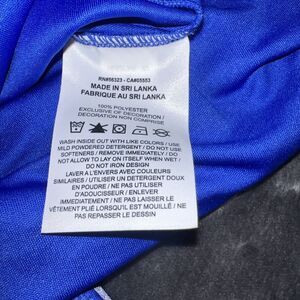 RN#56323 - CA#05553
MADE IN SRI LANKA
FABRIQUE AU SRI LANKA
100% POLYESTER
EXCLUSIVE OF DECORATION /
DECORATION NON COMPRISE
WASH INSIDE OUT WITH LIKE COLORS / USE
MILD POWDERED DETERGENT / DO NOT USE
SOFTENERS / REMOVE IMMEDIATELY / DO
NOT ALLOW TO LAY ON ITSELF WHEN WET /
DO NOT IRON DESIGN
LAVER A L'ENVERS AVEC COULEURS
SIMILAIRES / UTILISER UN DETERGENT DOUX
EN POUDRE / NE PAS UTILISER
D'ADOUCISSEUR / ENLEVER
IMMEDIATEMENT / NE PAS LAISSER LE
VÊTEMENT PLIÉ LORSQU'IL EST MOUILLÉ / NE
PAS REPASSER LE DESSIN